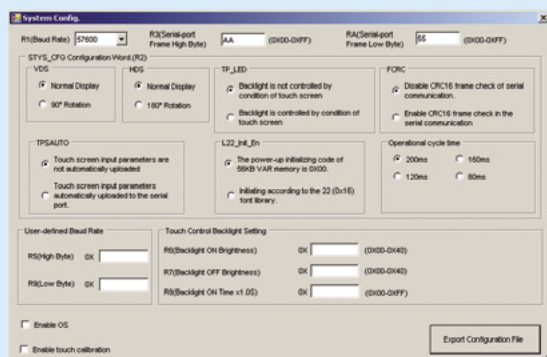 System Config.
R1(Baud Rate) 57600
R3(Serial-port Frame High Byte) AA (0X00-0XFF)
RA(Serial-port Frame Low Byte) 55 (0X00-0XFF)
STYS_CFG Configuration Word.(R2)
VDS
Normal Display
90° Rotation
HDS
Normal Display
180° Rotation
TP_LED
Backlight is not controlled by
condition of touch screen
Backlight is controlled by condition of
touch screen
FCRC
Disable CRC16 frame check of serial
communication.
Enable CRC16 frame check in the
serial communication
TPSAUTO
Touch screen input parameters are
not automatically uploaded
Touch screen input parameters
automatically uploaded to the serial
port.
L22_Init_En
The power-up initializing code of
56KB VAR memory is 0X00.
Initiating according to the 22 (0x16)
font library.
Operational cycle time
200ms 160ms
120ms 80ms
User-defined Baud Rate
R5(High Byte) 0X
R9(Low Byte) 0X
Touch Control Backlight Setting
R6(Backlight ON Brightness) 0X (0X00-0X40)
R7(Backlight OFF Brightness) 0X (0X00-0X40)
R8(Backlight ON Time x1.0S) 0X (0X00-0XFF)
Enable OS
Enable touch calibration
Export Configuration File